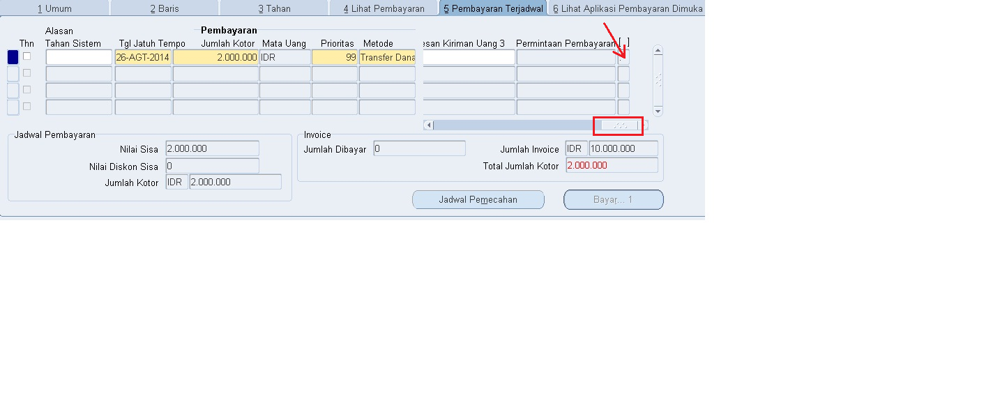 1 Umum 2 Baris 3 Tahan 4 Lihat Pembayaran 5 Pembayaran Terjadwal 6 Lihat Aplikasi Pembayaran Dimuka
Alasan Pembayaran
Thn Tahan Sistem Tgl Jatuh Tempo Jumlah Kotor Mata Uang Prioritas Metode esan Kiriman Uang 3 Permintaan Pembayaran [ ]
26-AGT-2014 2.000.000 IDR 99 Transfer Dana
Jadwal Pembayaran Invoice
Nilai Sisa 2.000.000 Jumlah Dibayar 0 Jumlah Invoice IDR 10.000.000
Nilai Diskon Sisa 0 Total Jumlah Kotor 2.000.000
Jumlah Kotor IDR 2.000.000
Jadwal Pemecahan Bayar... 1